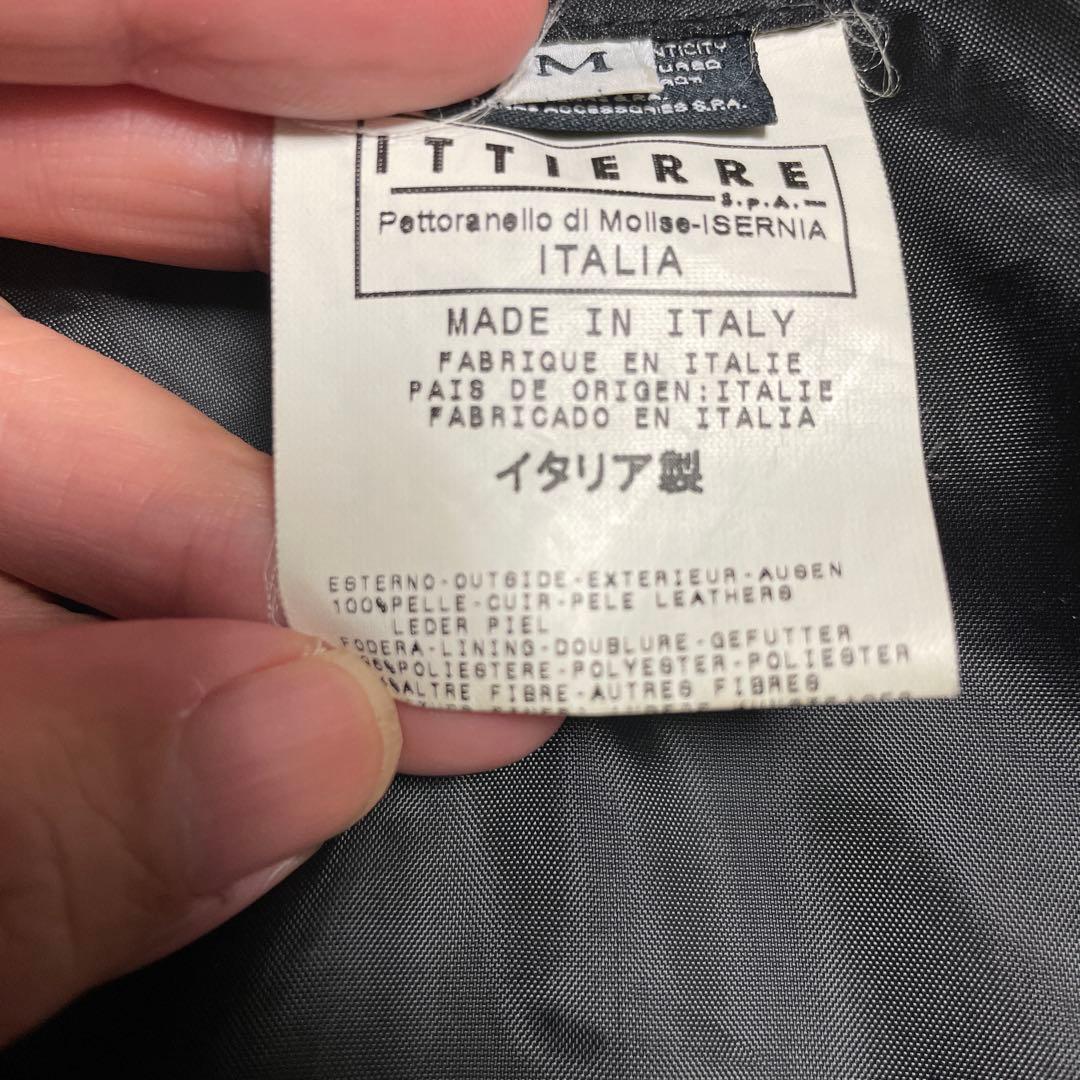 M
URED
ACCESSORIES S.P.A.
ITTIERRE
S.p.A.
Pettoranello di Molise-ISERNIA
ITALIA
MADE IN ITALY
FABRIQUE EN ITALIE
PAIS DE ORIGEN:ITALIE
FABRICADO EN ITALIA
イタリア製
ESTERNO-OUTSIDE-EXTERIEUR-AUSEN
100%PELLE-CUIR-PELE LEATHERS
LEDER PIEL
FODERA-LINING-DOUBLURE-GEFUTTER
%POLIESTERE-POLYESTER-POLIESTER
%ALTRE FIBRE-AUTRES FIBRES